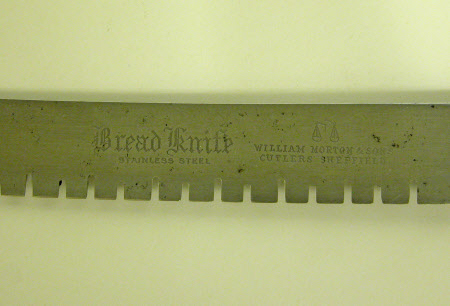 Bread Knife
STAINLESS STEEL
WILLIAM MORTON & SONS
CUTLERS SHEFFIELD